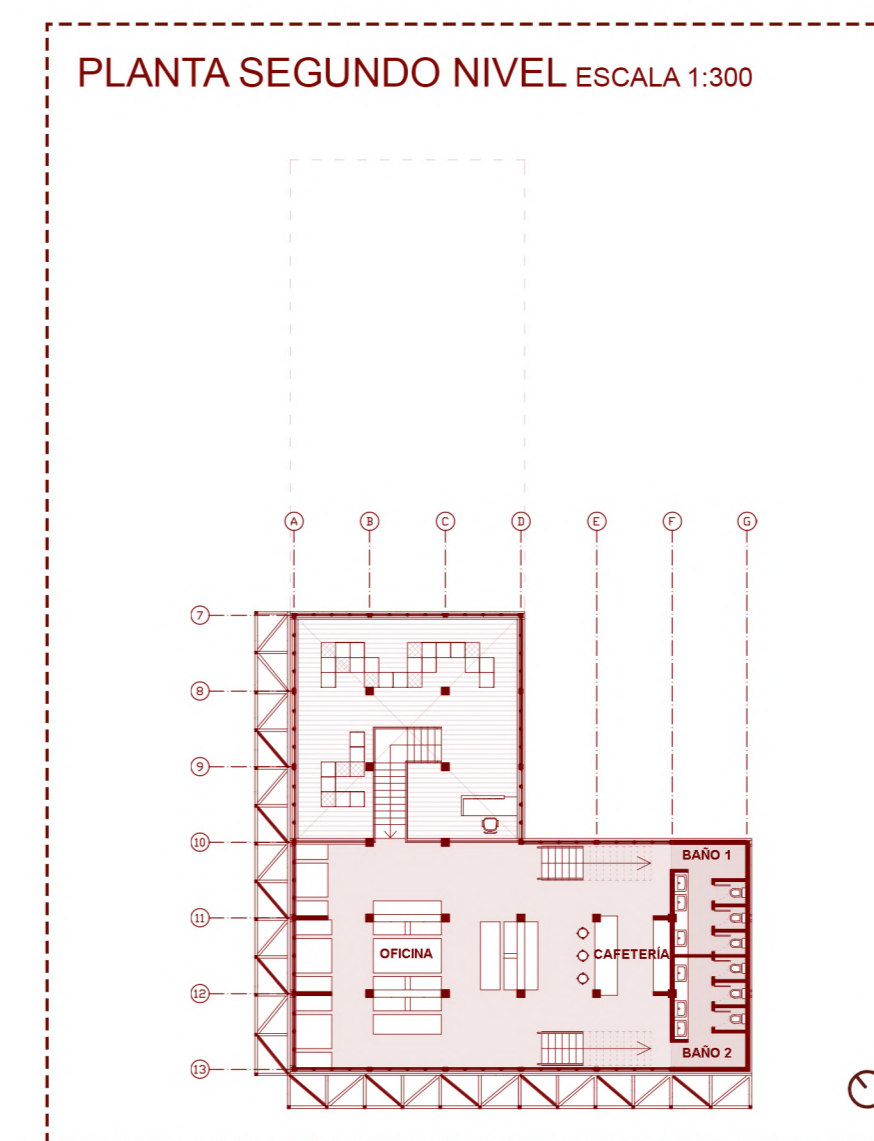 PLANTA SEGUNDO NIVEL ESCALA 1:300
A B C D E F G
7
8
9
10
BAÑO 1
11
OFICINA CAFETERÍA
12
BAÑO 2
13